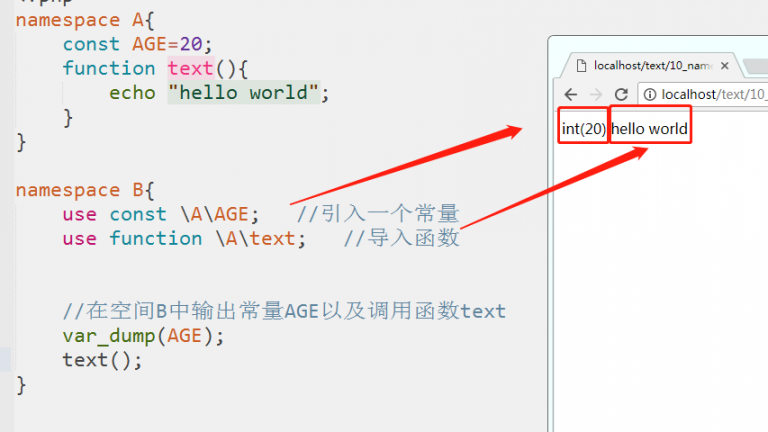 namespace A{
const AGE=20;
function text(){
echo "hello world";
}
}
namespace B{
use const \A\AGE;   //引入一个常量
use function \A\text;   //导入函数
//在空间B中输出常量AGE以及调用函数text
var_dump(AGE);
text();
}
localhost/text/10_nam
localhost/text/10_
int(20) hello world